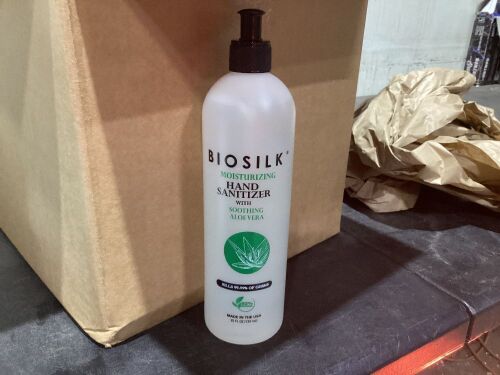 BIOSILK
MOISTURIZING
HAND
SANITIZER
WITH
SOOTHING
ALOE VERA
KILLS 99.99% OF GERMS
MADE IN THE USA